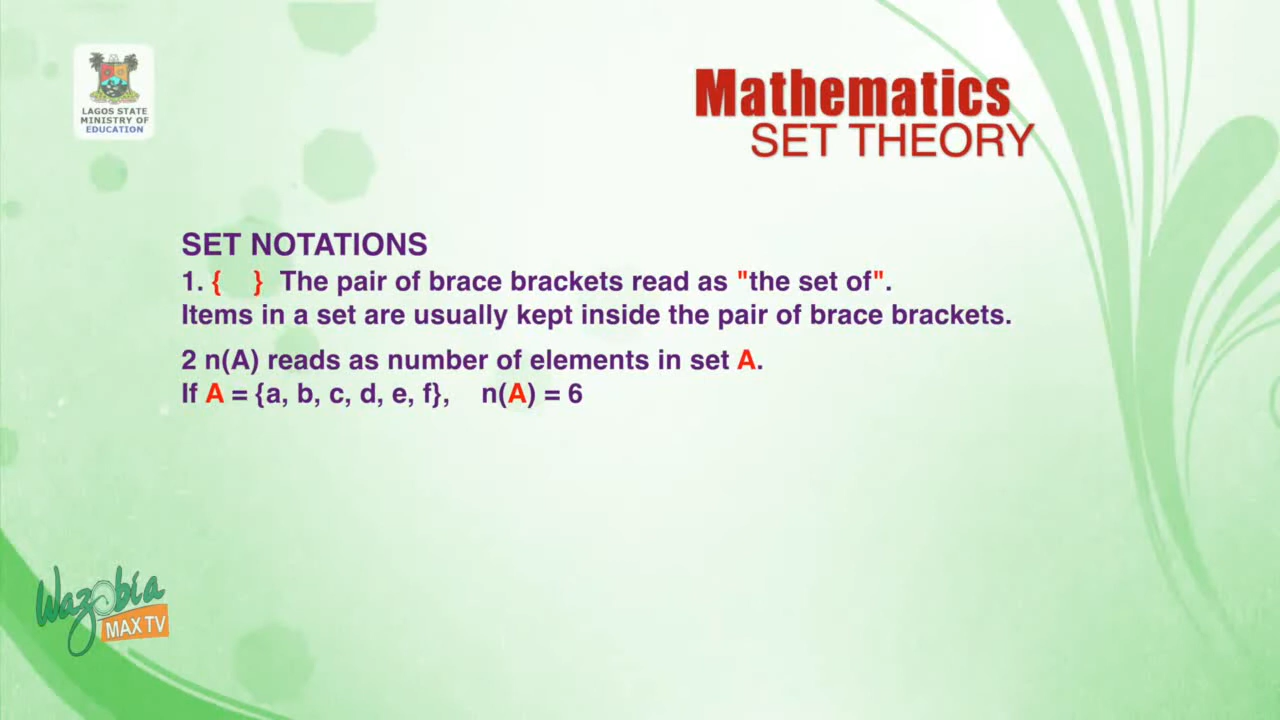 LAGOS STATE
MINISTRY OF
EDUCATION
Mathematics
SET THEORY
SET NOTATIONS
1. {    } The pair of brace brackets read as "the set of".
Items in a set are usually kept inside the pair of brace brackets.
2 n(A) reads as number of elements in set A.
If A = {a, b, c, d, e, f},    n(A) = 6
Wazobia
MAX TV